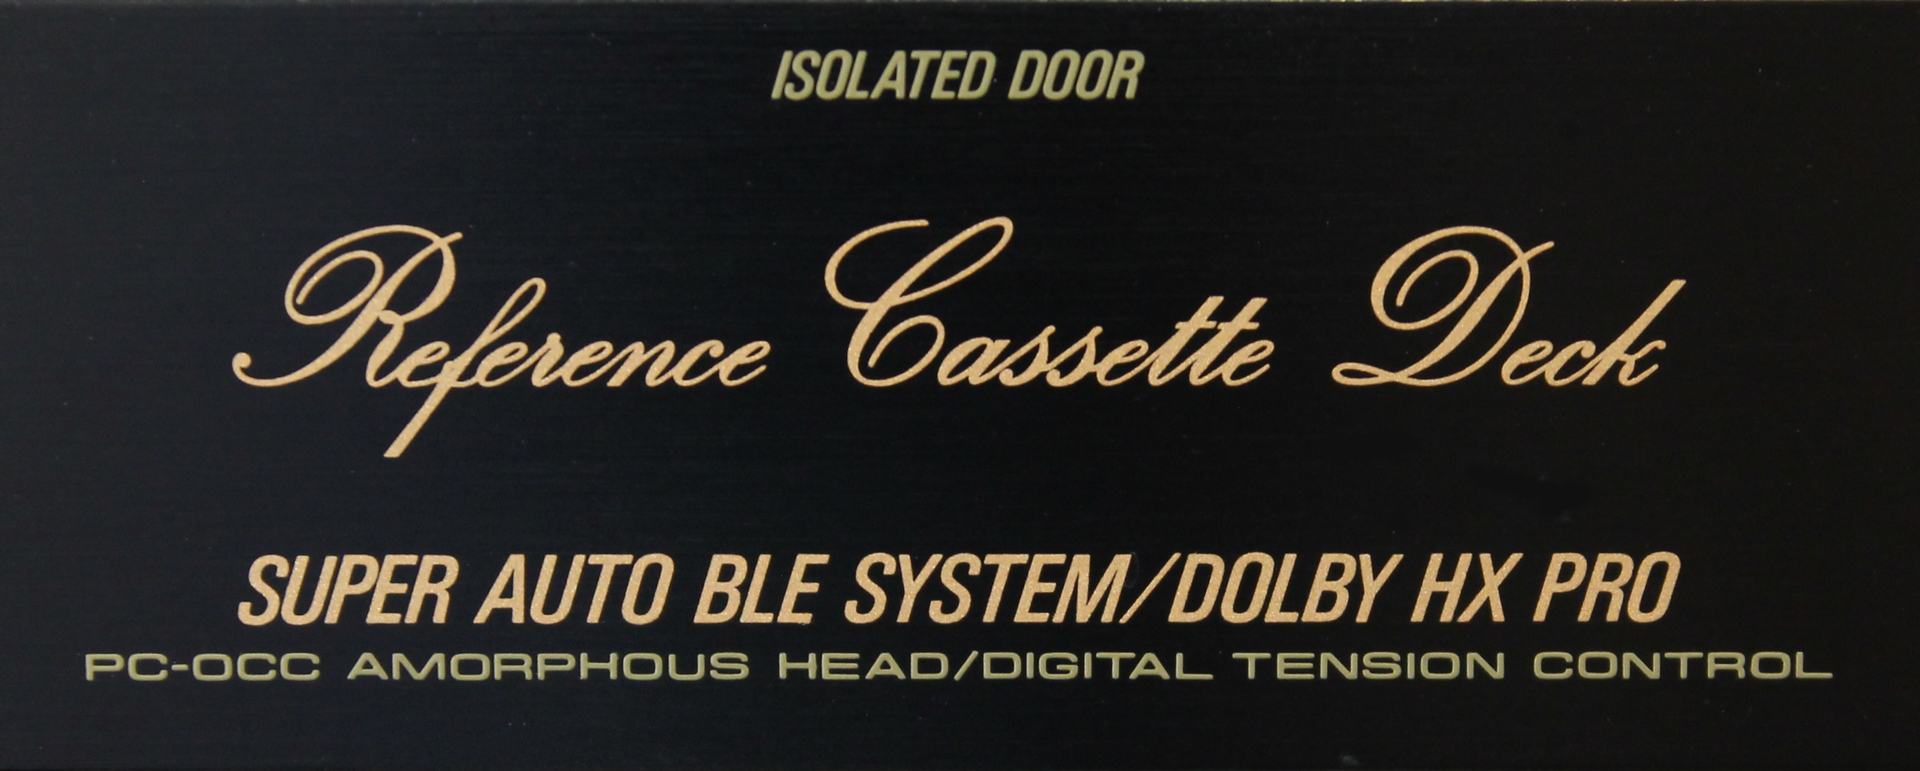 ISOLATED DOOR
Reference Cassette Deck
SUPER AUTO BLE SYSTEM/DOLBY HX PRO
PC-OCC AMORPHOUS HEAD/DIGITAL TENSION CONTROL